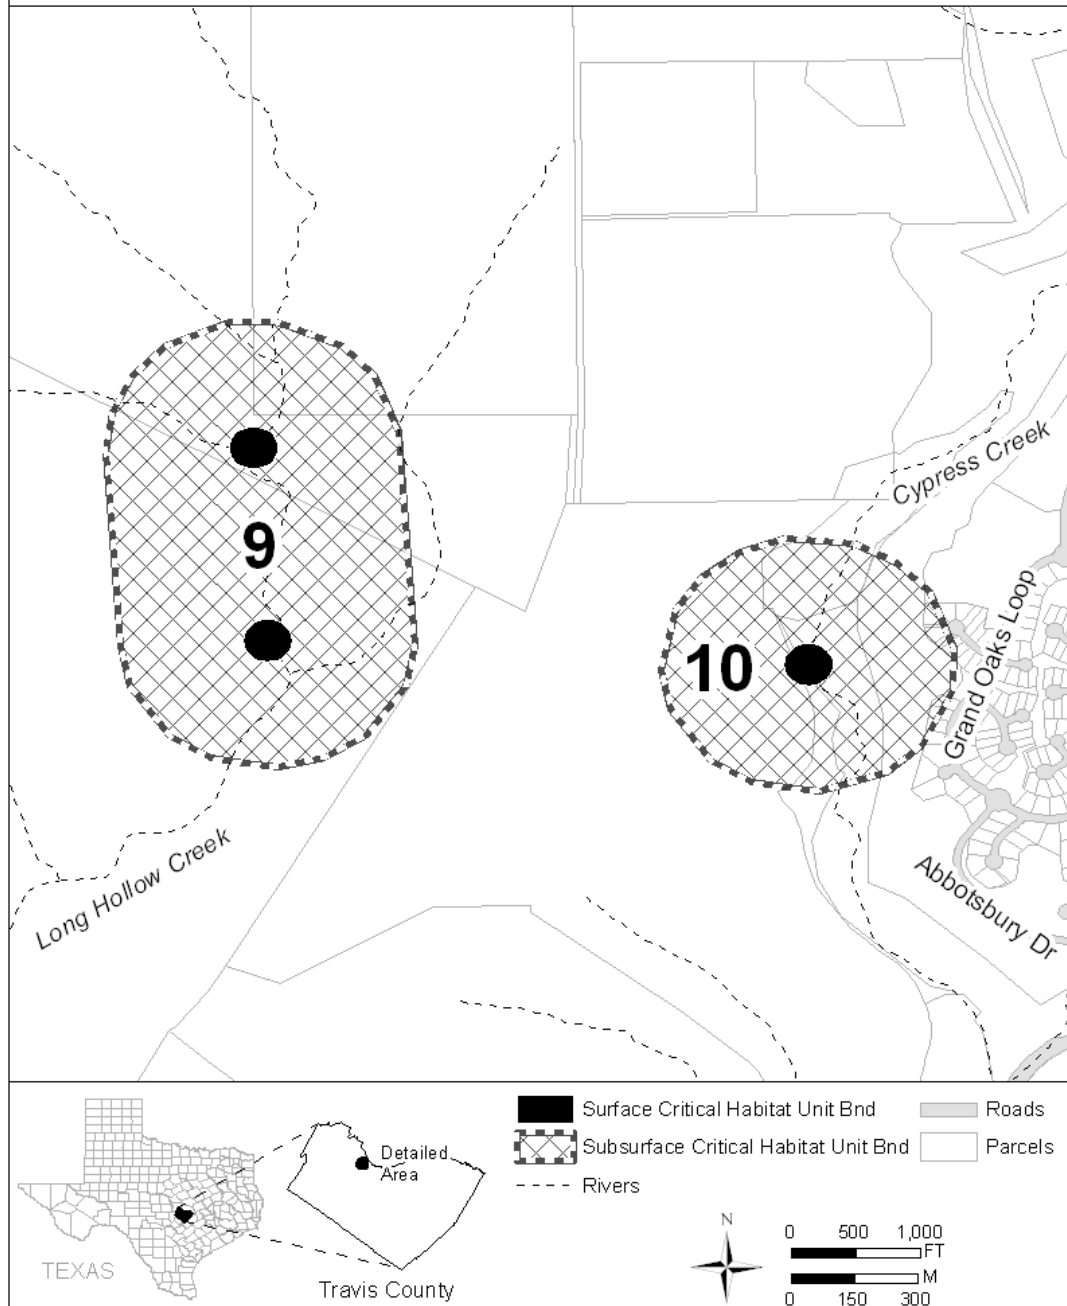 Cypress Creek
9
Grand Oaks Loop
10
Long Hollow Creek
Abbotsbury Dr
Surface Critical Habitat Unit Bnd
Roads
Subsurface Critical Habitat Unit Bnd
Parcels
Rivers
Detailed
Area
TEXAS
Travis County
N
0 500 1,000
FT
M
0 150 300